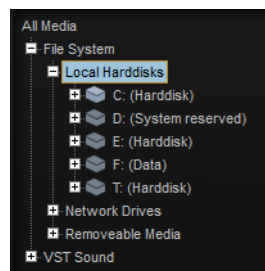 All Media
File System
Local Harddisks
C: (Harddisk)
D: (System reserved)
E: (Harddisk)
F: (Data)
T: (Harddisk)
Network Drives
Removeable Media
VST Sound